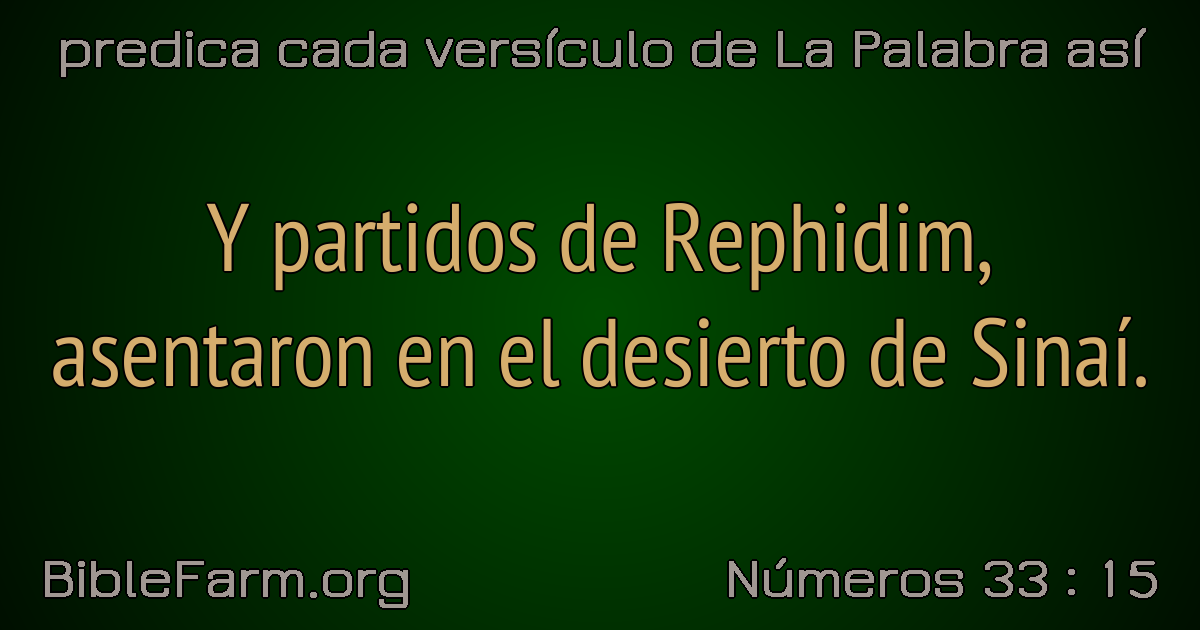 predica cada versículo de La Palabra así
Y partidos de Rephidim,
asentaron en el desierto de Sinaí.
BibleFarm.org
Números 33 : 15